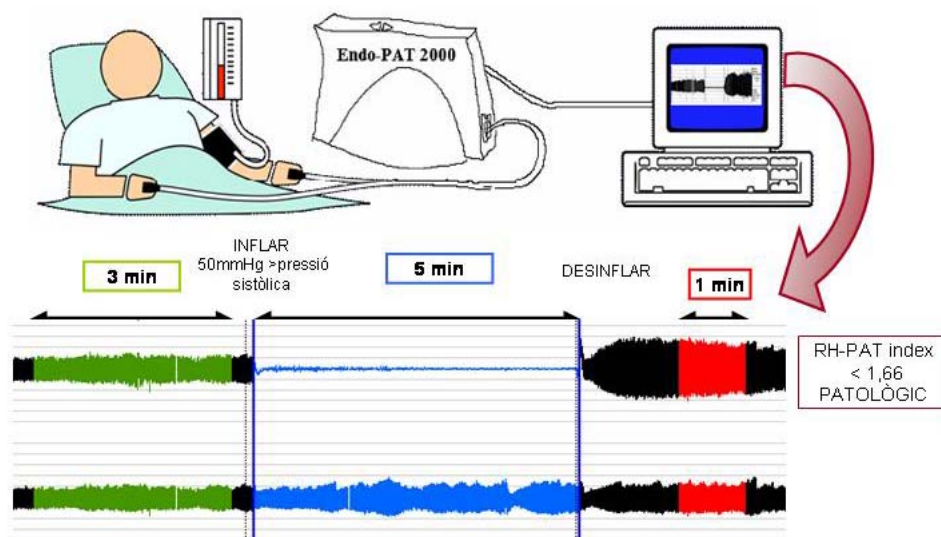 Endo-PAT 2000
INFLAR
50mmHg >pressió
sistòlica
3 min
5 min
DESINFLAR
1 min
RH-PAT index
< 1,66
PATOLÒGIC